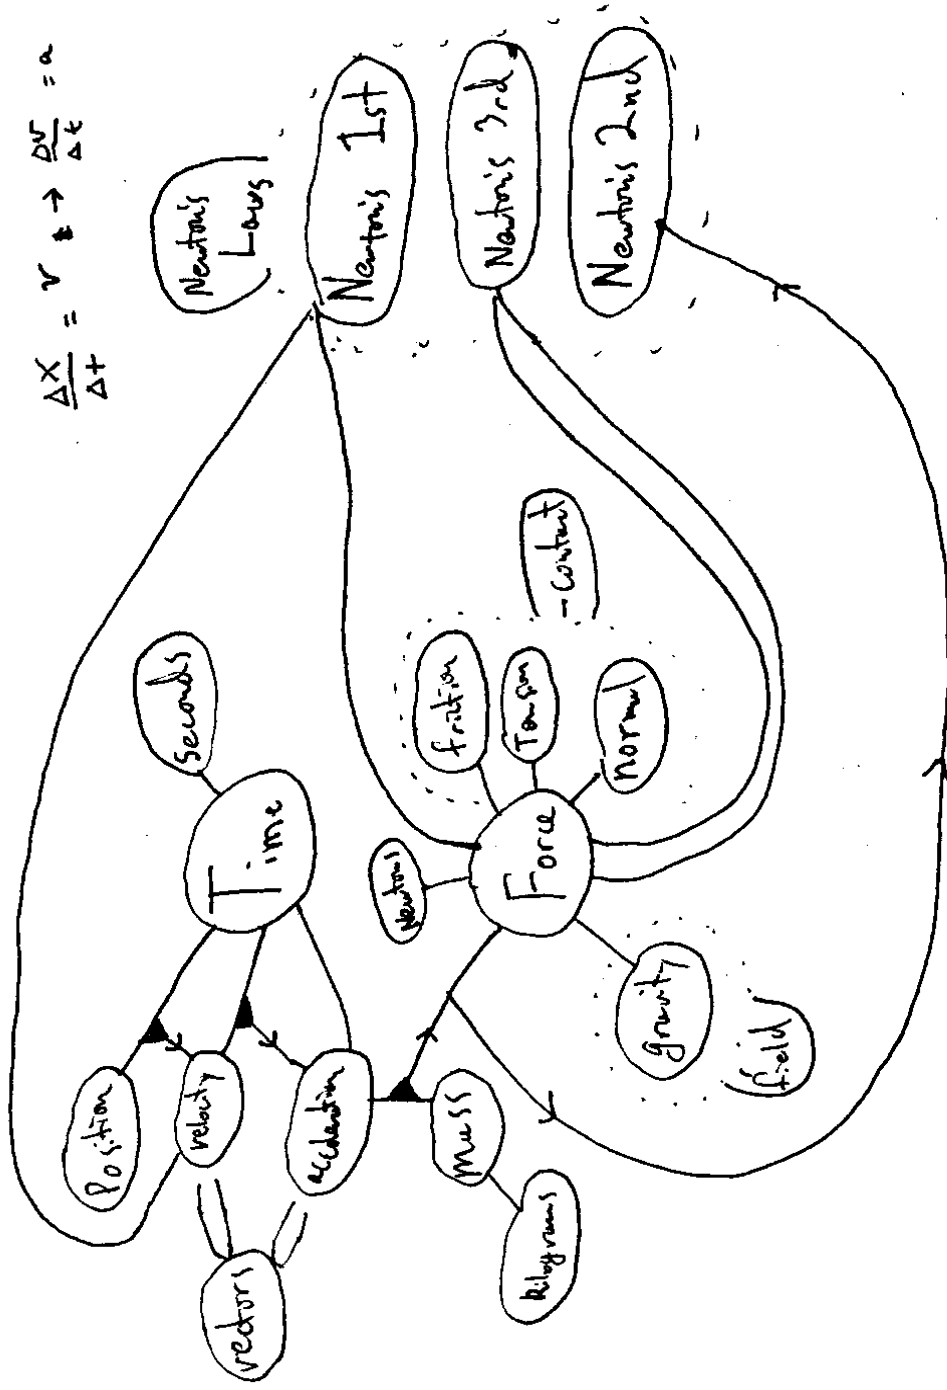 Δx/Δt = v → Δv/Δt = a
Newton's
Laws
Newton's 1st
Newton's 3rd
Newton's 2nd
seconds
Time
Position
velocity
acceleration
vectors
Mass
kilograms
Newtons
Force
friction
Tension
normal
- contact
gravity
field